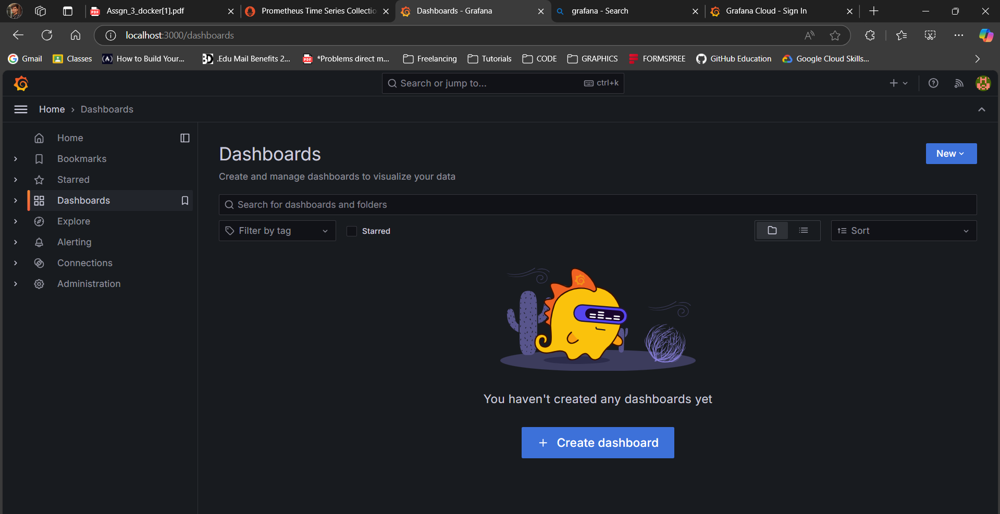 Assgn_3_docker[1].pdf
Prometheus Time Series Collectio
Dashboards - Grafana
grafana - Search
Grafana Cloud - Sign In
localhost:3000/dashboards
Gmail
Classes
How to Build Your...
.Edu Mail Benefits 2...
*Problems direct m...
Freelancing
Tutorials
CODE
GRAPHICS
FORMSPREE
GitHub Education
Google Cloud Skills...
Search or jump to...
ctrl+k
Home › Dashboards
Home
Bookmarks
Starred
Dashboards
Explore
Alerting
Connections
Administration
Dashboards
New
Create and manage dashboards to visualize your data
Search for dashboards and folders
Filter by tag
Starred
Sort
You haven't created any dashboards yet
+ Create dashboard